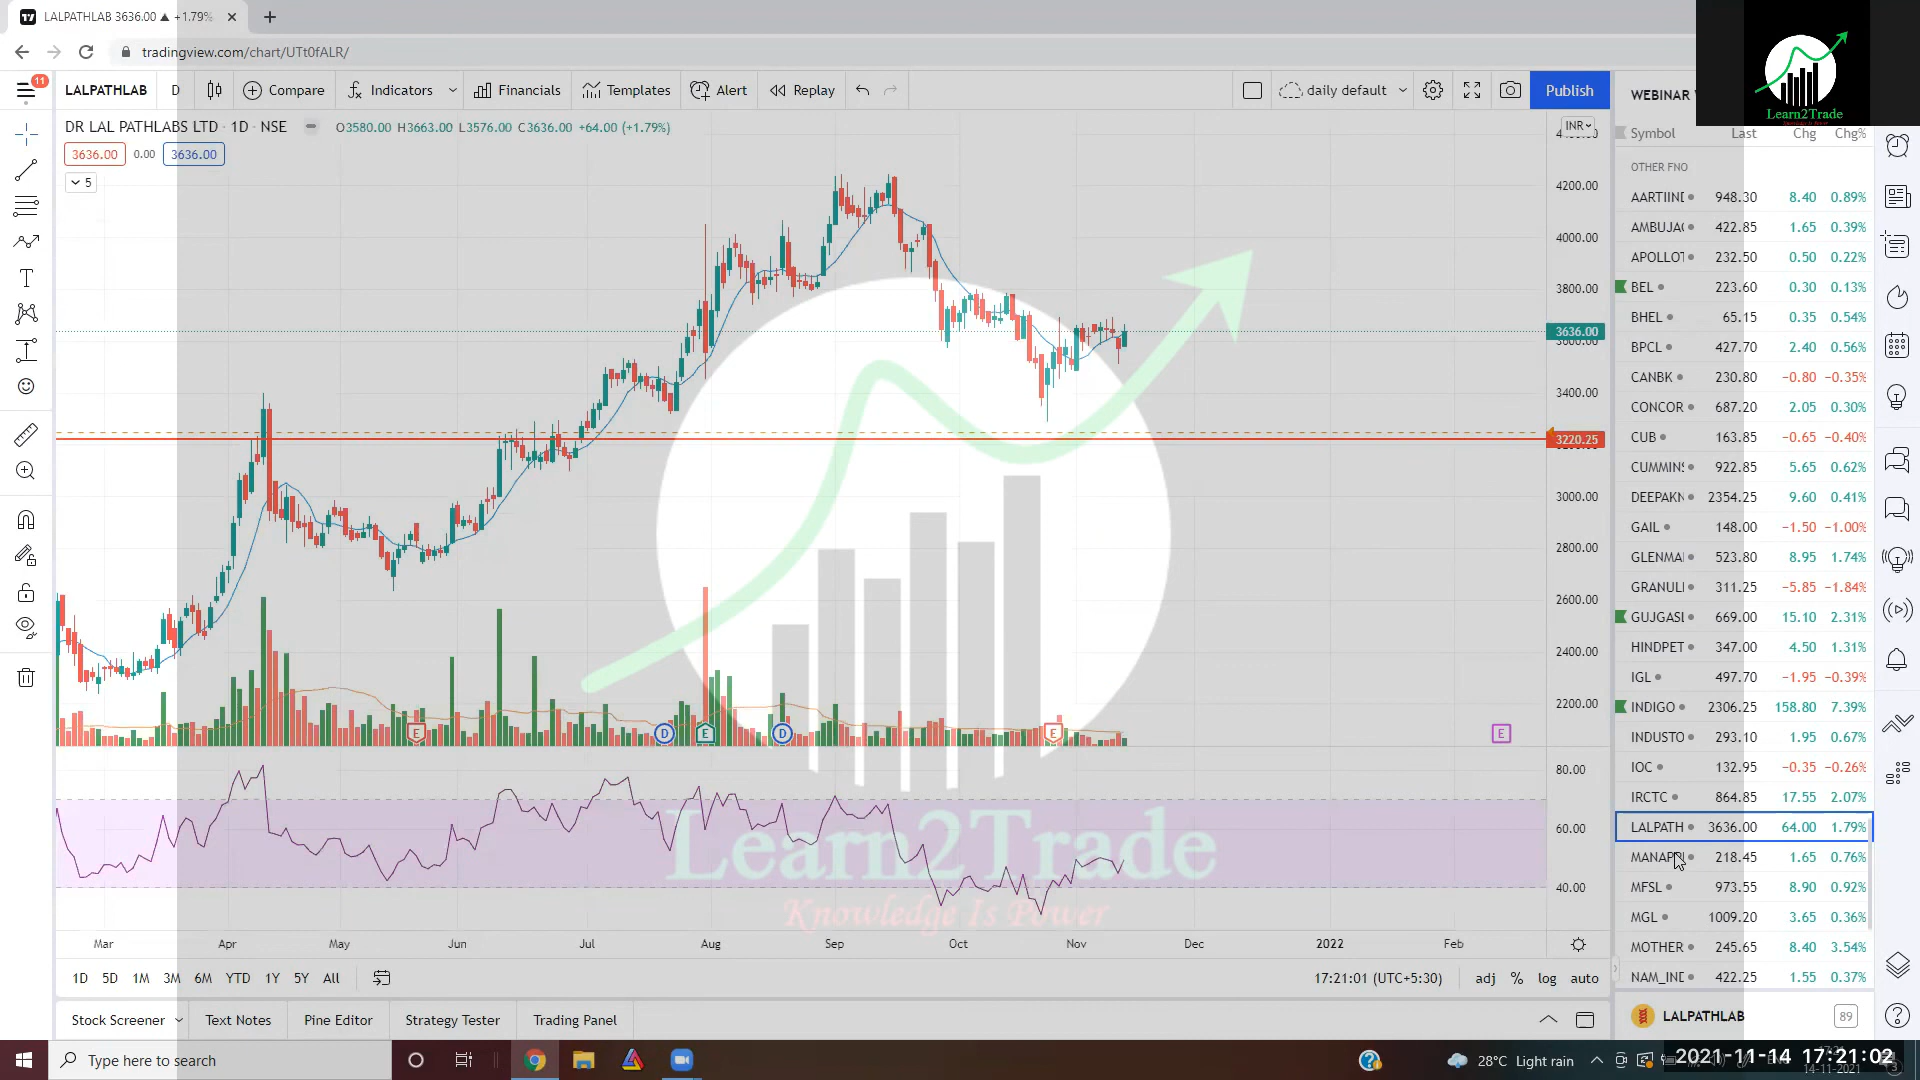 LALPATHLAB 3636.00 ▲ +1.79%
tradingview.com/chart/UTt0fALR/
11
LALPATHLAB D Compare Indicators Financials Templates Alert Replay daily default Publish
Learn2Trade
DR LAL PATHLABS LTD · 1D · NSE O3580.00 H3663.00 L3576.00 C3636.00 +64.00 (+1.79%)
3636.00 0.00 3636.00
5
INR
4200.00
4000.00
3800.00
3636.00
3600.00
3400.00
3220.25
3000.00
2800.00
2600.00
2400.00
2200.00
E D E D E E
80.00
60.00
40.00
Learn2Trade
Knowledge Is Power
Mar Apr May Jun Jul Aug Sep Oct Nov Dec 2022 Feb
1D 5D 1M 3M 6M YTD 1Y 5Y All 17:21:01 (UTC+5:30) adj % log auto
Stock Screener Text Notes Pine Editor Strategy Tester Trading Panel
WEBINAR
Symbol Last Chg Chg%
OTHER FNO
AARTIIND 948.30 8.40 0.89%
AMBUJAC 422.85 1.65 0.39%
APOLLOT 232.50 0.50 0.22%
BEL 223.60 0.30 0.13%
BHEL 65.15 0.35 0.54%
BPCL 427.70 2.40 0.56%
CANBK 230.80 −0.80 −0.35%
CONCOR 687.20 2.05 0.30%
CUB 163.85 −0.65 −0.40%
CUMMINS 922.85 5.65 0.62%
DEEPAKN 2354.25 9.60 0.41%
GAIL 148.00 −1.50 −1.00%
GLENMA 523.80 8.95 1.74%
GRANULI 311.25 −5.85 −1.84%
GUJGASL 669.00 15.10 2.31%
HINDPET 347.00 4.50 1.31%
IGL 497.70 −1.95 −0.39%
INDIGO 2306.25 158.80 7.39%
INDUSTO 293.10 1.95 0.67%
IOC 132.95 −0.35 −0.26%
IRCTC 864.85 17.55 2.07%
LALPATH 3636.00 64.00 1.79%
MANAPP 218.45 1.65 0.76%
MFSL 973.55 8.90 0.92%
MGL 1009.20 3.65 0.36%
MOTHER 245.65 8.40 3.54%
NAM_IND 422.25 1.55 0.37%
LALPATHLAB 89
Type here to search 28°C Light rain 2021-11-14 17:21:02
14-11-2021